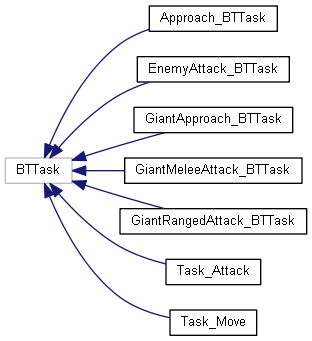 Approach_BTTask
EnemyAttack_BTTask
GiantApproach_BTTask
BTTask
GiantMeleeAttack_BTTask
GiantRangedAttack_BTTask
Task_Attack
Task_Move